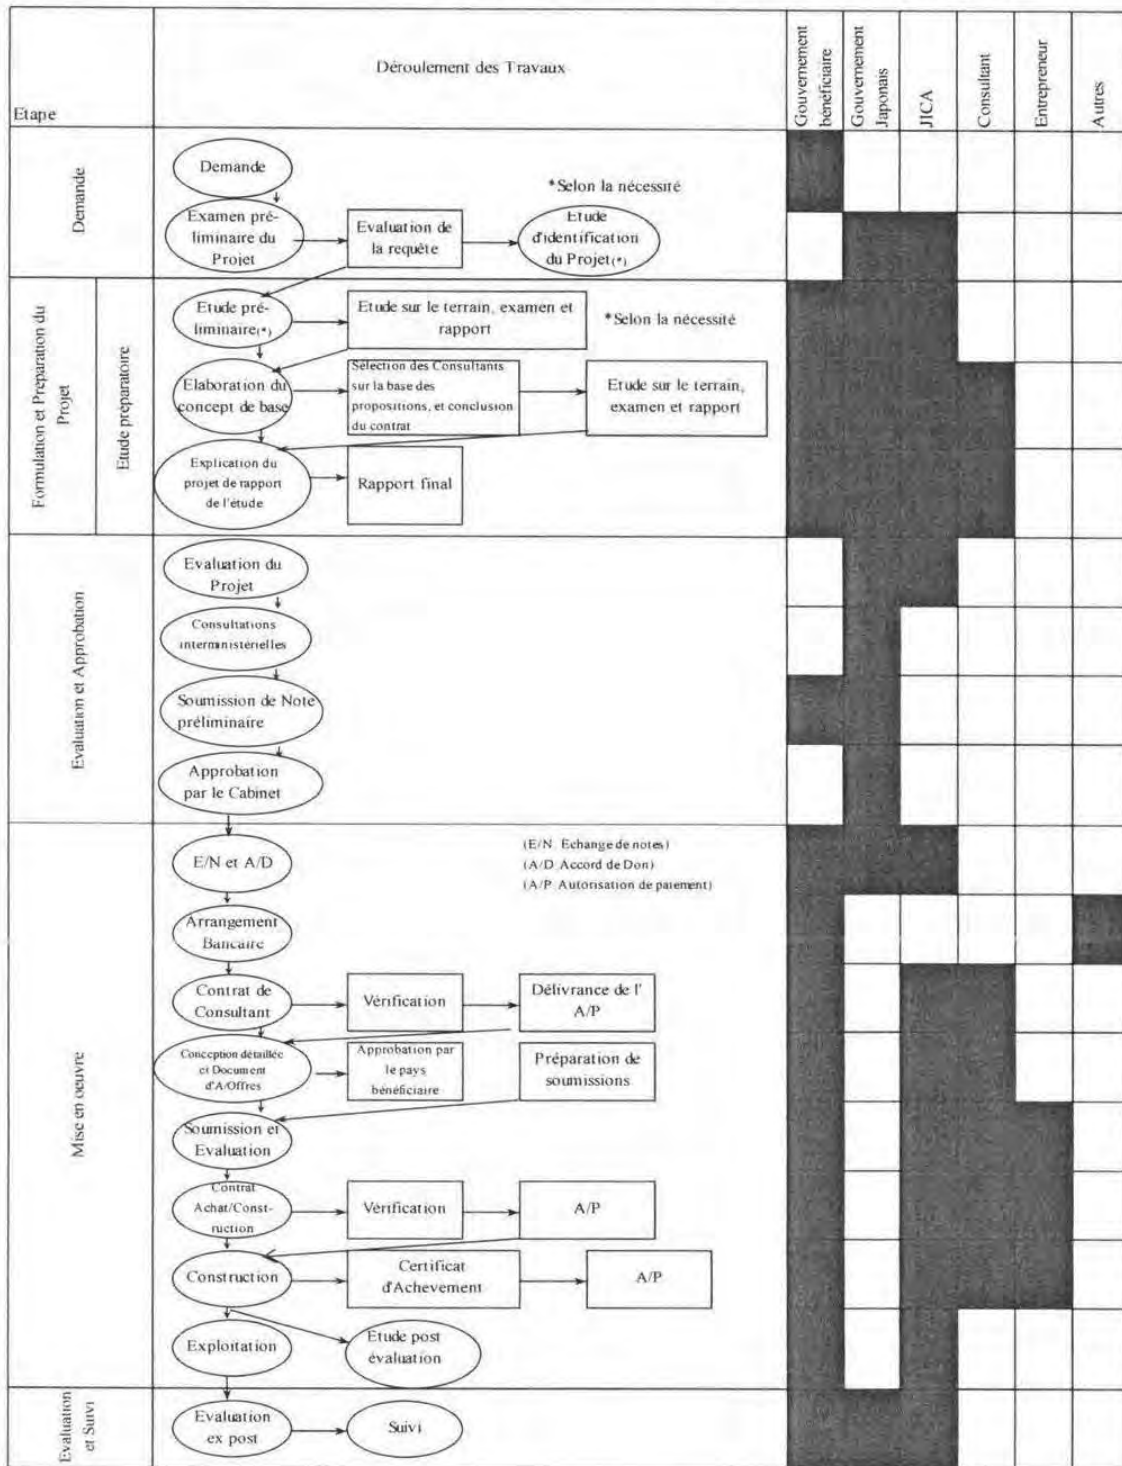 Déroulement des Travaux
Etape
Gouvernement
bénéficiaire
Gouvernement
Japonais
JICA
Consultant
Entrepreneur
Autres
Demande
Demande
*Selon la nécessité
Examen pré-
liminaire du
Projet
Evaluation de
la requête
Etude
d'identification
du Projet(*)
Formulation et Préparation du
Projet
Etude préparatoire
Etude pré-
liminaire(*)
Etude sur le terrain, examen et
rapport
*Selon la nécessité
Elaboration du
concept de base
Sélection des Consultants
sur la base des
propositions, et conclusion
du contrat
Etude sur le terrain,
examen et rapport
Explication du
projet de rapport
de l'étude
Rapport final
Evaluation et Approbation
Evaluation du
Projet
Consultations
interministérielles
Soumission de Note
préliminaire
Approbation
par le Cabinet
Mise en oeuvre
E/N et A/D
(E/N Echange de notes)
(A/D Accord de Don)
(A/P Autorisation de paiement)
Arrangement
Bancaire
Contrat de
Consultant
Vérification
Délivrance de l'
A/P
Conception détaillée
et Document
d'A/Offres
Approbation par
le pays
bénéficiaire
Préparation de
soumissions
Soumission et
Evaluation
Contrat
Achat/Const-
ruction
Vérification
A/P
Construction
Certificat
d'Achevement
A/P
Exploitation
Etude post
évaluation
Evaluation
et Suivi
Evaluation
ex post
Suivi